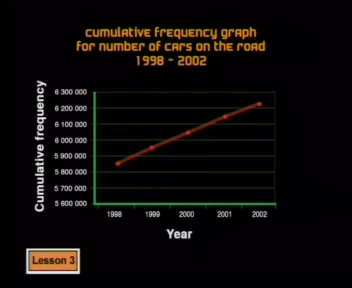 cumulative frequency graph
for number of cars on the road
1998 - 2002
Cumulative frequency
6 300 000
6 200 000
6 100 000
6 000 000
5 900 000
5 800 000
5 700 000
5 600 000
1998 1999 2000 2001 2002
Year
Lesson 3